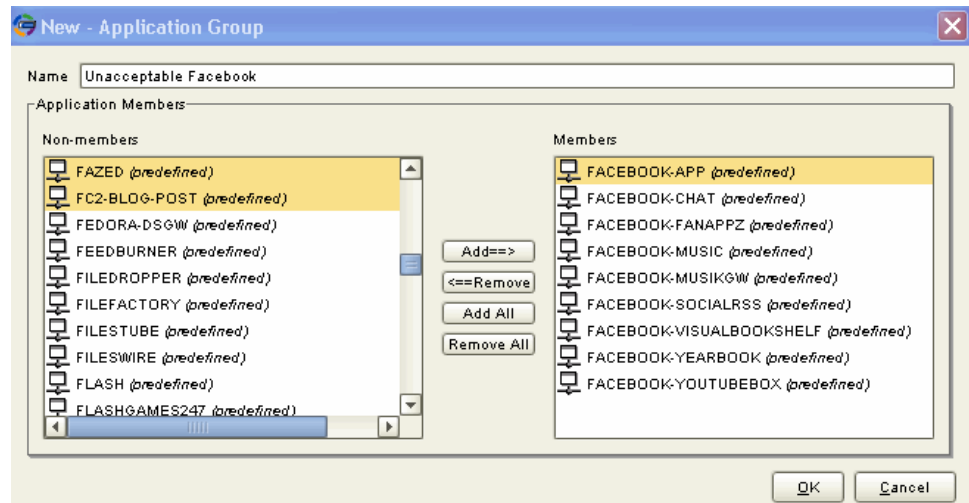 New - Application Group
Name Unacceptable Facebook
Application Members
Non-members
FAZED (predefined)
FC2-BLOG-POST (predefined)
FEDORA-DSGW (predefined)
FEEDBURNER (predefined)
FILEDROPPER (predefined)
FILEFACTORY (predefined)
FILESTUBE (predefined)
FILESWIRE (predefined)
FLASH (predefined)
FLASHGAMES247 (predefined)
Add==>
<==Remove
Add All
Remove All
Members
FACEBOOK-APP (predefined)
FACEBOOK-CHAT (predefined)
FACEBOOK-FANAPPZ (predefined)
FACEBOOK-MUSIC (predefined)
FACEBOOK-MUSIKGW (predefined)
FACEBOOK-SOCIALRSS (predefined)
FACEBOOK-VISUALBOOKSHELF (predefined)
FACEBOOK-YEARBOOK (predefined)
FACEBOOK-YOUTUBEBOX (predefined)
OK Cancel